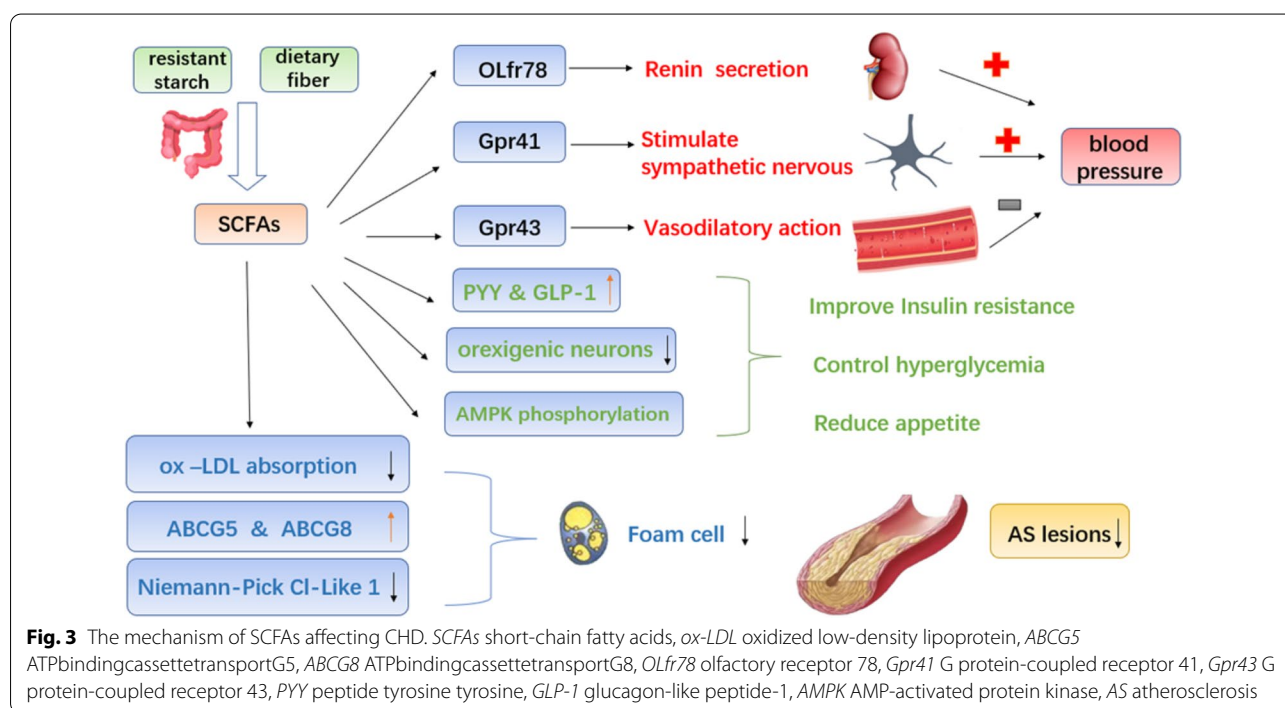 resistant
starch
dietary
fiber
SCFAs
OLfr78
Renin secretion
Gpr41
Stimulate
sympathetic nervous
Gpr43
Vasodilatory action
blood
pressure
PYY & GLP-1
orexigenic neurons
AMPK phosphorylation
Improve Insulin resistance
Control hyperglycemia
Reduce appetite
ox –LDL absorption
ABCG5 & ABCG8
Niemann-Pick Cl-Like 1
Foam cell
AS lesions
Fig. 3 The mechanism of SCFAs affecting CHD. SCFAs short-chain fatty acids, ox-LDL oxidized low-density lipoprotein, ABCG5
ATPbindingcassettetransportG5, ABCG8 ATPbindingcassettetransportG8, OLfr78 olfactory receptor 78, Gpr41 G protein-coupled receptor 41, Gpr43 G
protein-coupled receptor 43, PYY peptide tyrosine tyrosine, GLP-1 glucagon-like peptide-1, AMPK AMP-activated protein kinase, AS atherosclerosis